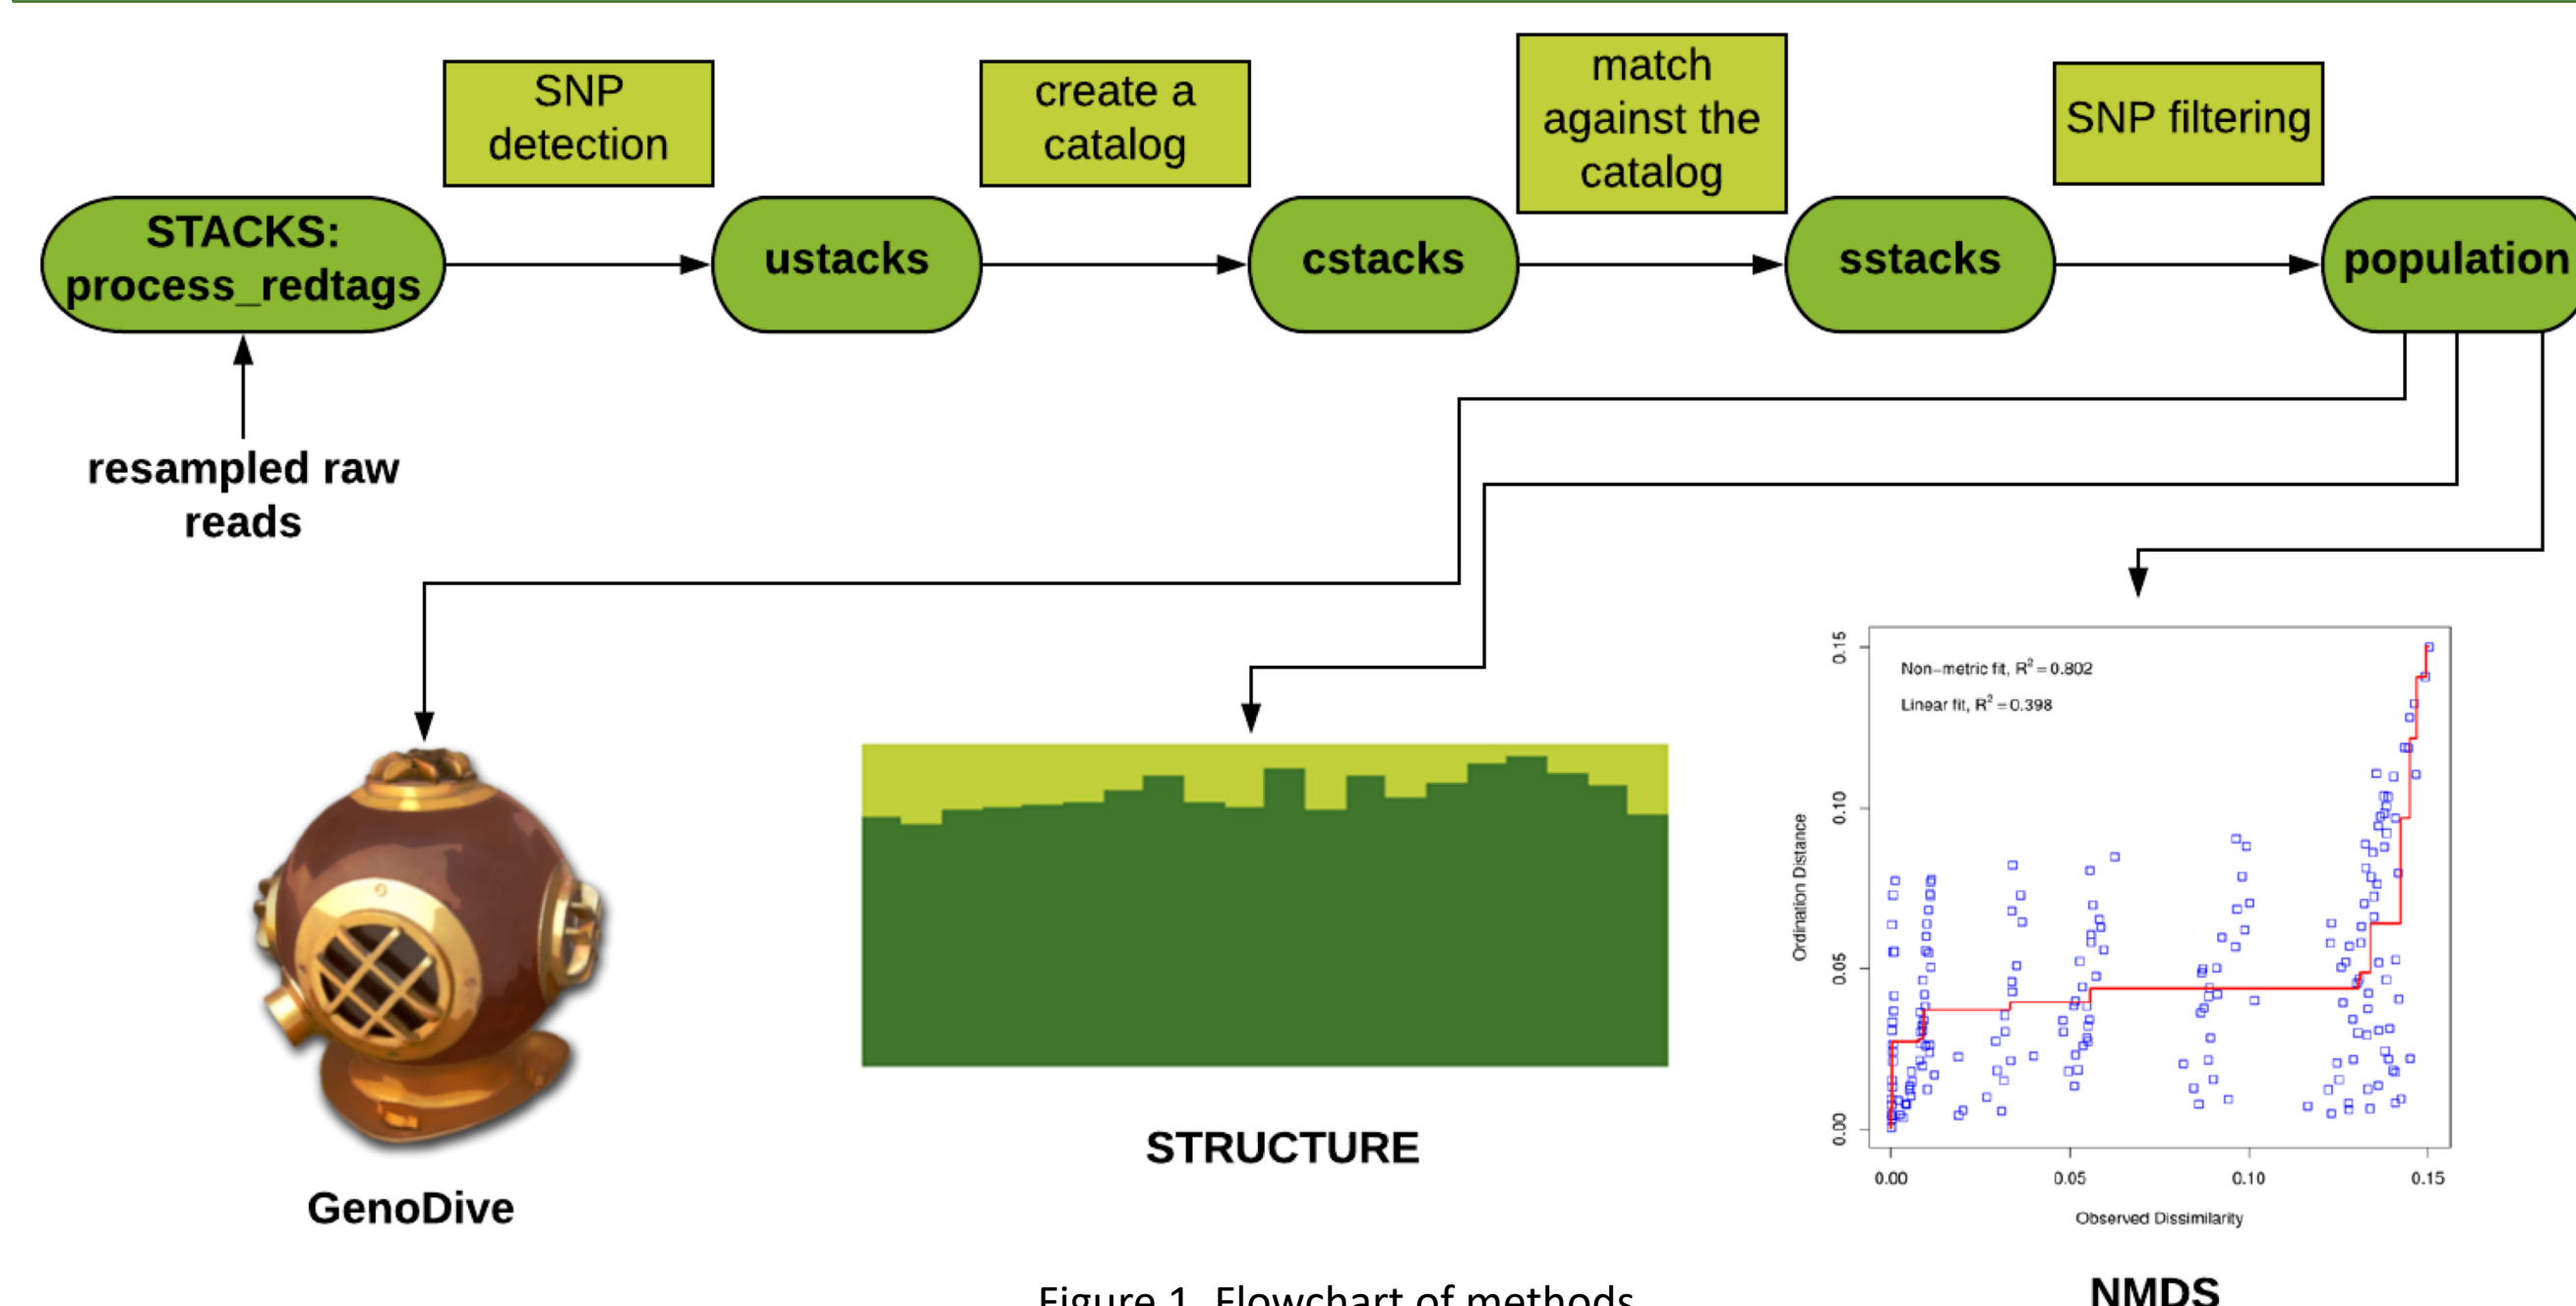 SNP
detection
create a
catalog
match
against the
catalog
SNP filtering
STACKS:
process_redtags
ustacks
cstacks
sstacks
population
resampled raw
reads
GenoDive
STRUCTURE
Non-metric fit, R² = 0.802
Linear fit, R² = 0.398
Ordination Distance
0.15
0.10
0.05
0.00
0.00
0.05
0.10
0.15
Observed Dissimilarity
NMDS
Figure 1. Flowchart of methods